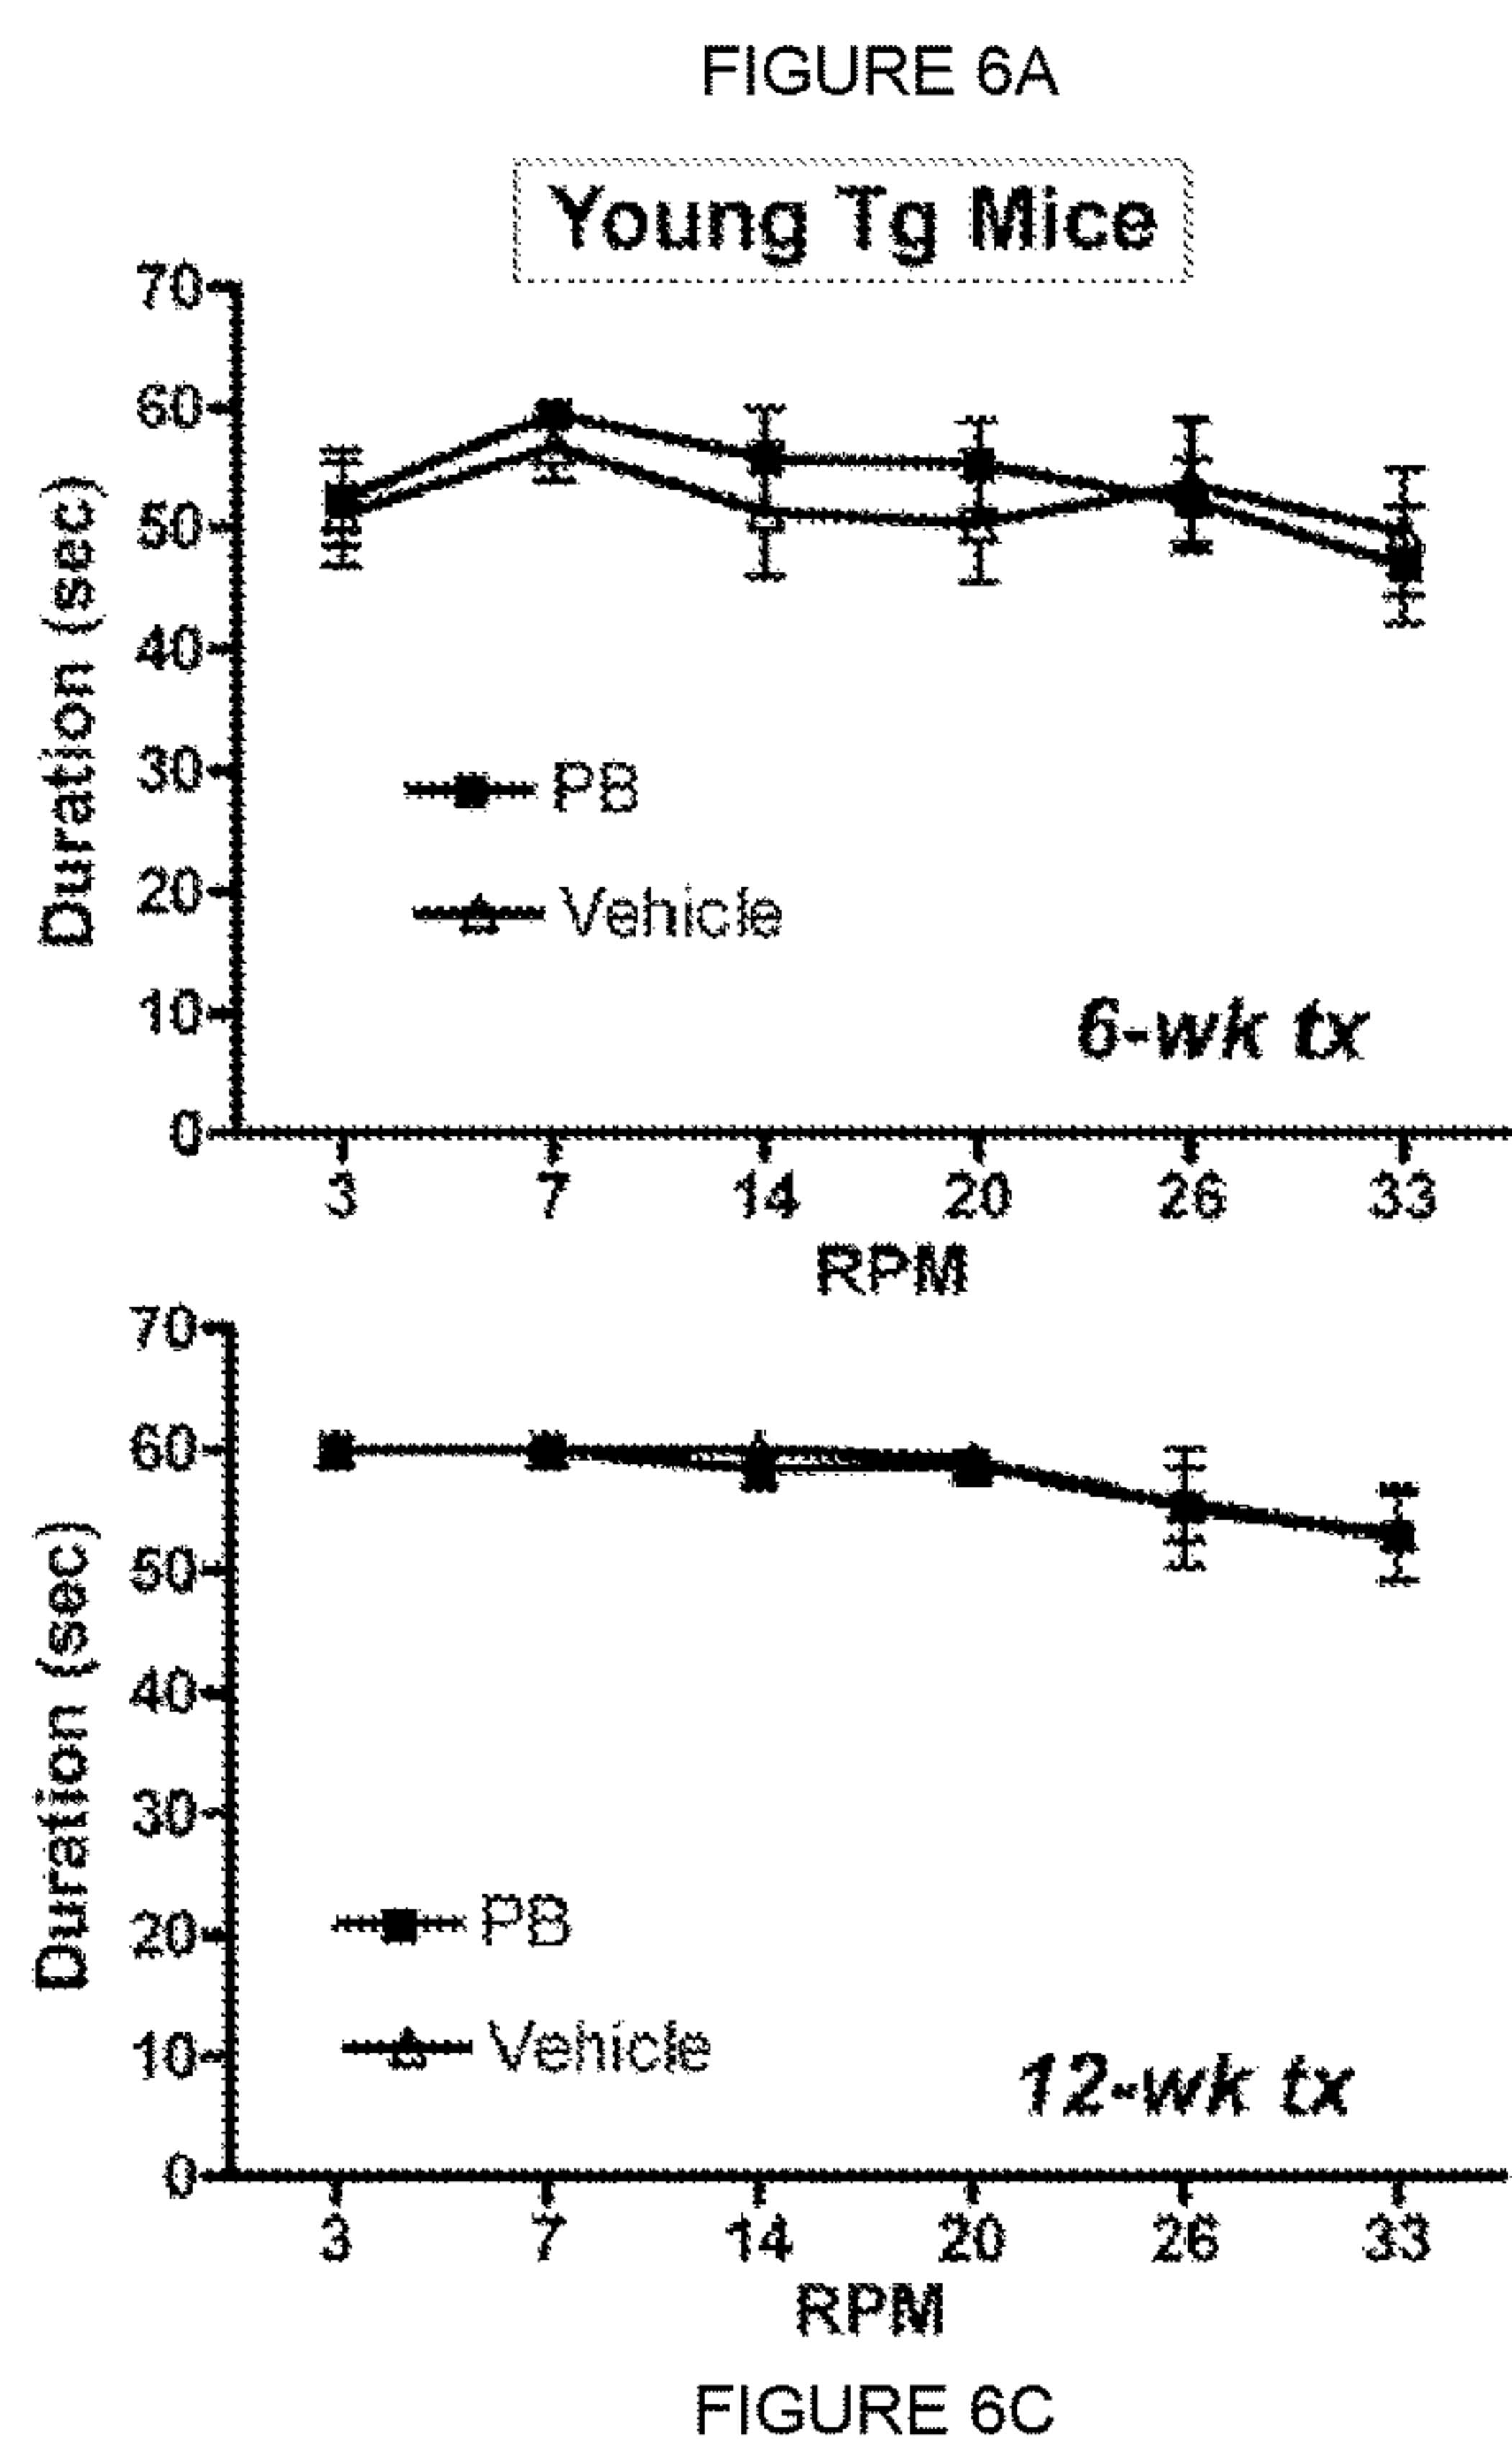 FIGURE 6A
Young Tg Mice
70
60
50
40
30
20
10
0
Duration (sec)
PB
Vehicle
6-wk tx
3 7 14 20 26 33
RPM
70
60
50
40
30
20
10
0
Duration (sec)
PB
Vehicle
12-wk tx
3 7 14 20 26 33
RPM
FIGURE 6C